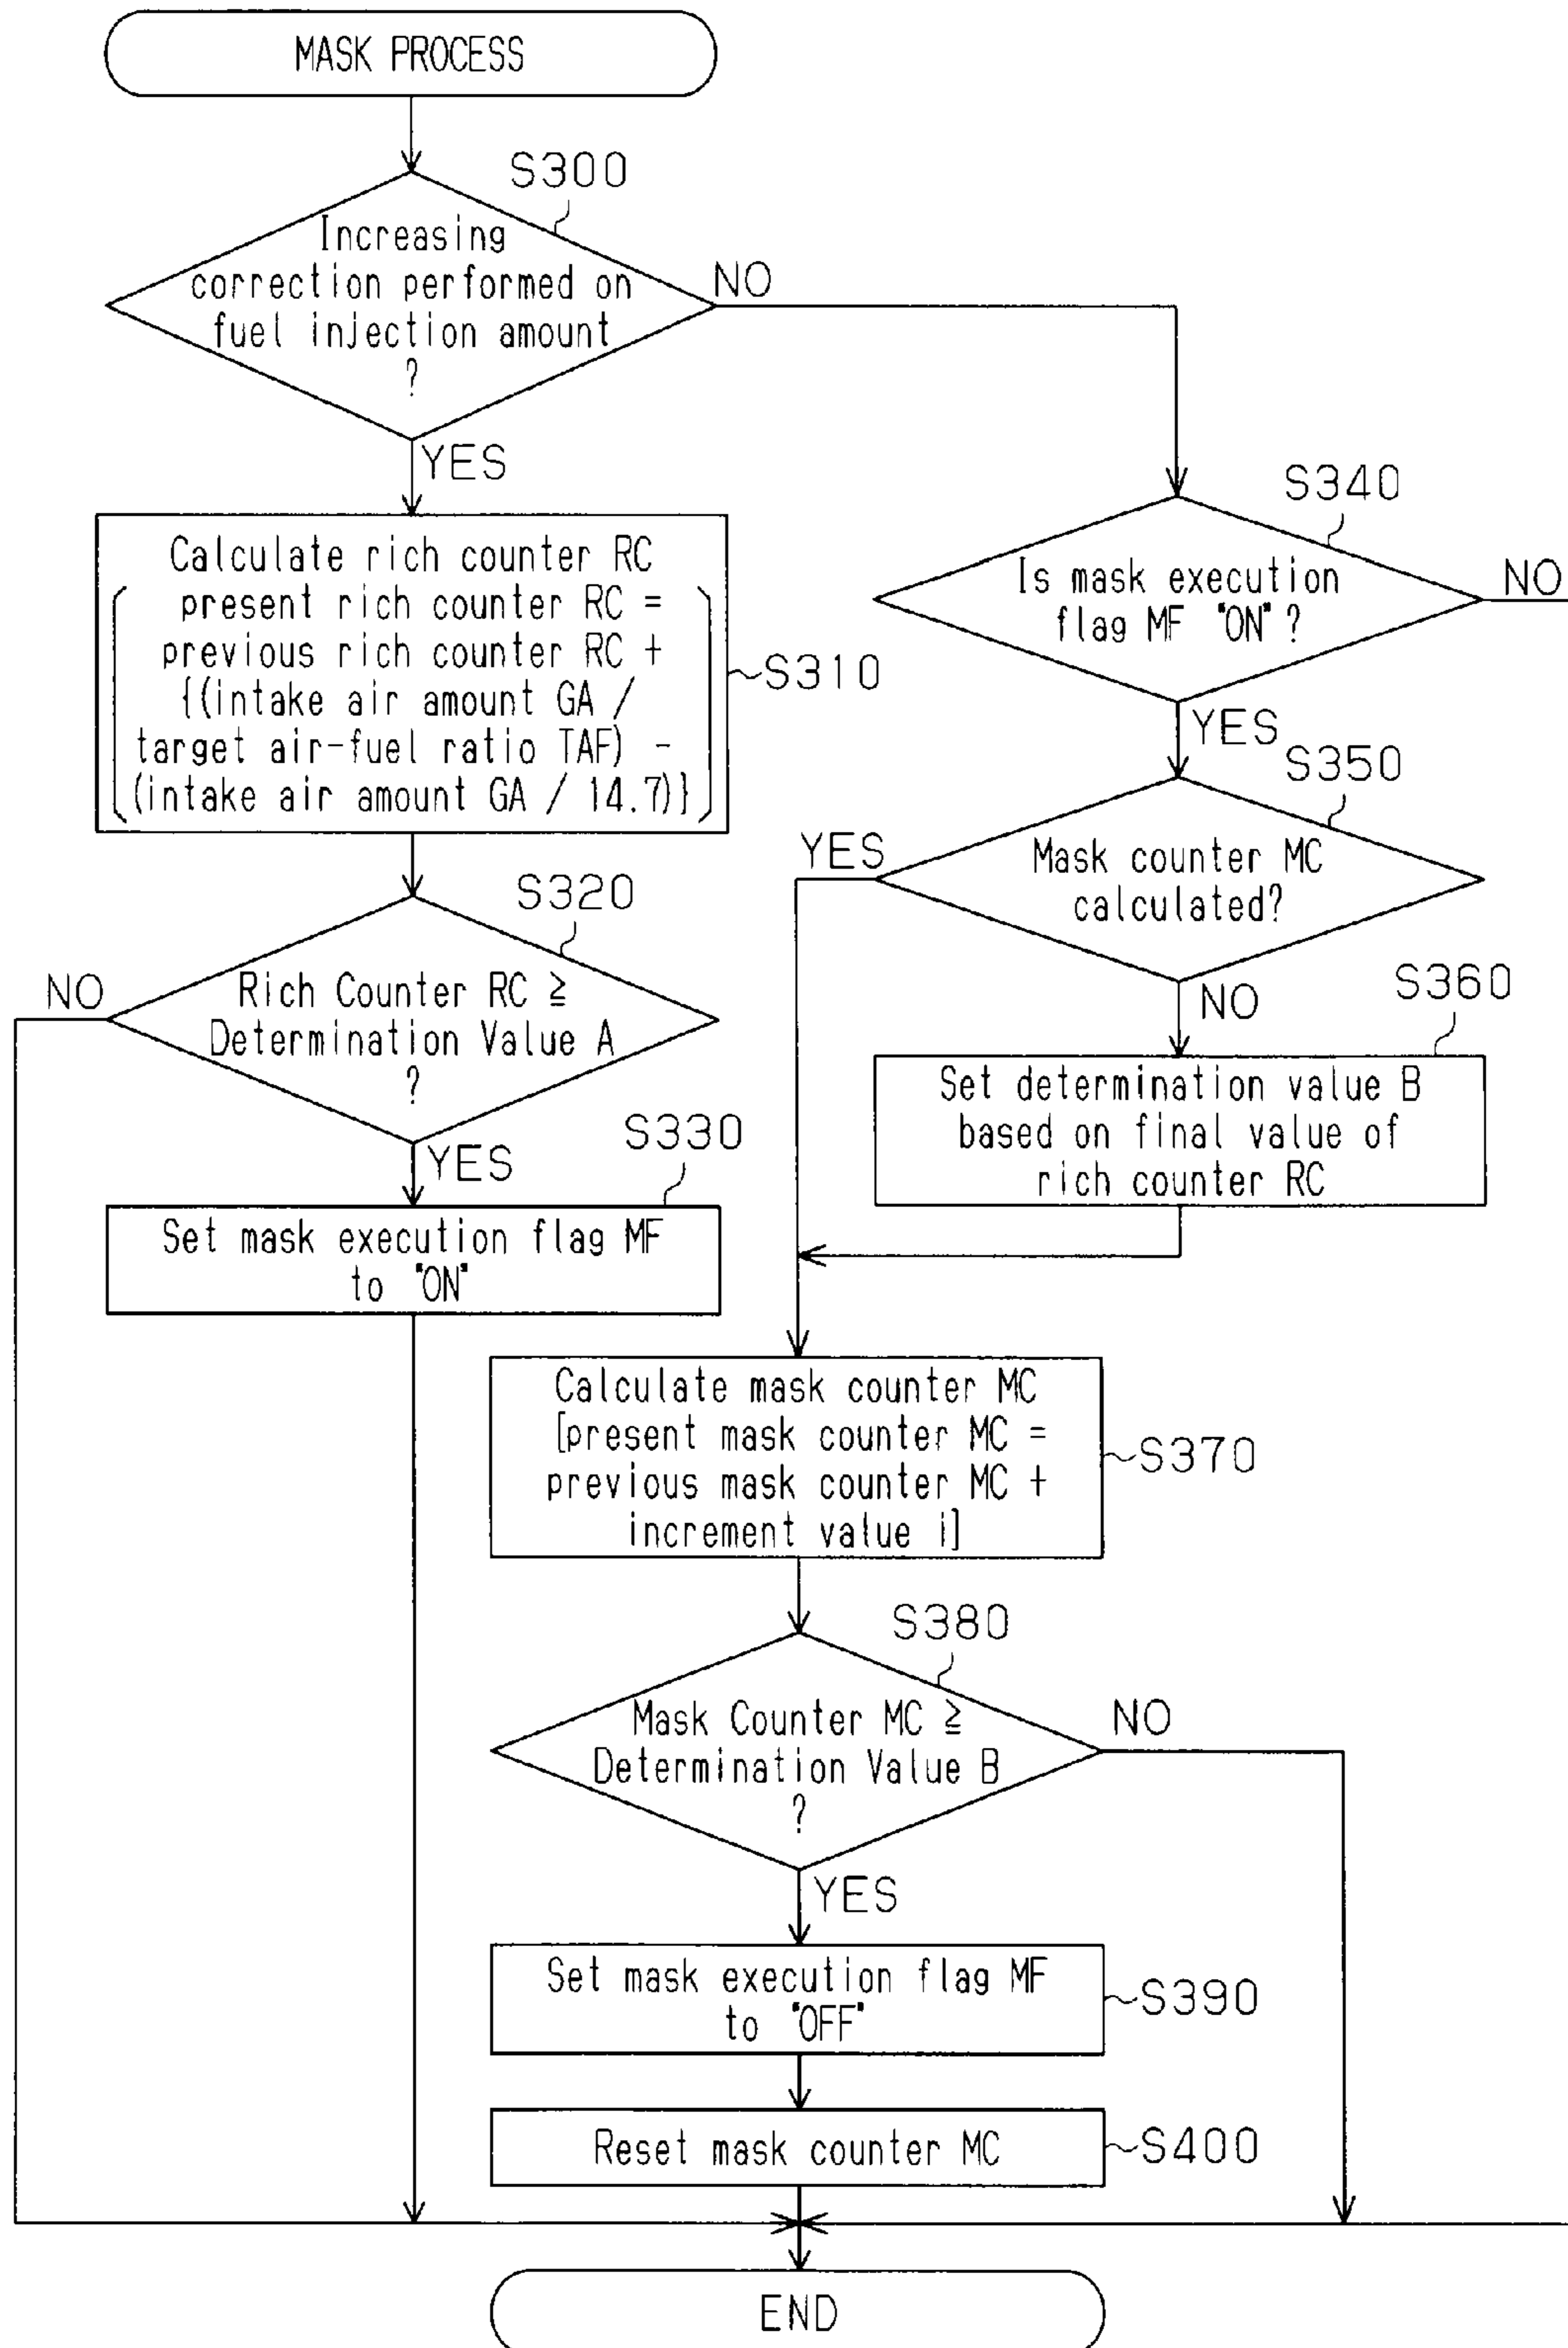 MASK PROCESS
S300
Increasing
correction performed on
fuel injection amount
?
NO
YES
S310
Calculate rich counter RC
present rich counter RC =
previous rich counter RC +
{(intake air amount GA /
target air-fuel ratio TAF) -
(intake air amount GA / 14.7)}
S320
Rich Counter RC ≧
Determination Value A
?
NO
YES
S330
Set mask execution flag MF
to "ON"
S340
Is mask execution
flag MF "ON"?
NO
YES
S350
Mask counter MC
calculated?
YES
NO
S360
Set determination value B
based on final value of
rich counter RC
Calculate mask counter MC
[present mask counter MC =
previous mask counter MC +
increment value i]
S370
S380
Mask Counter MC ≧
Determination Value B
?
NO
YES
Set mask execution flag MF
to "OFF"
S390
Reset mask counter MC
S400
END